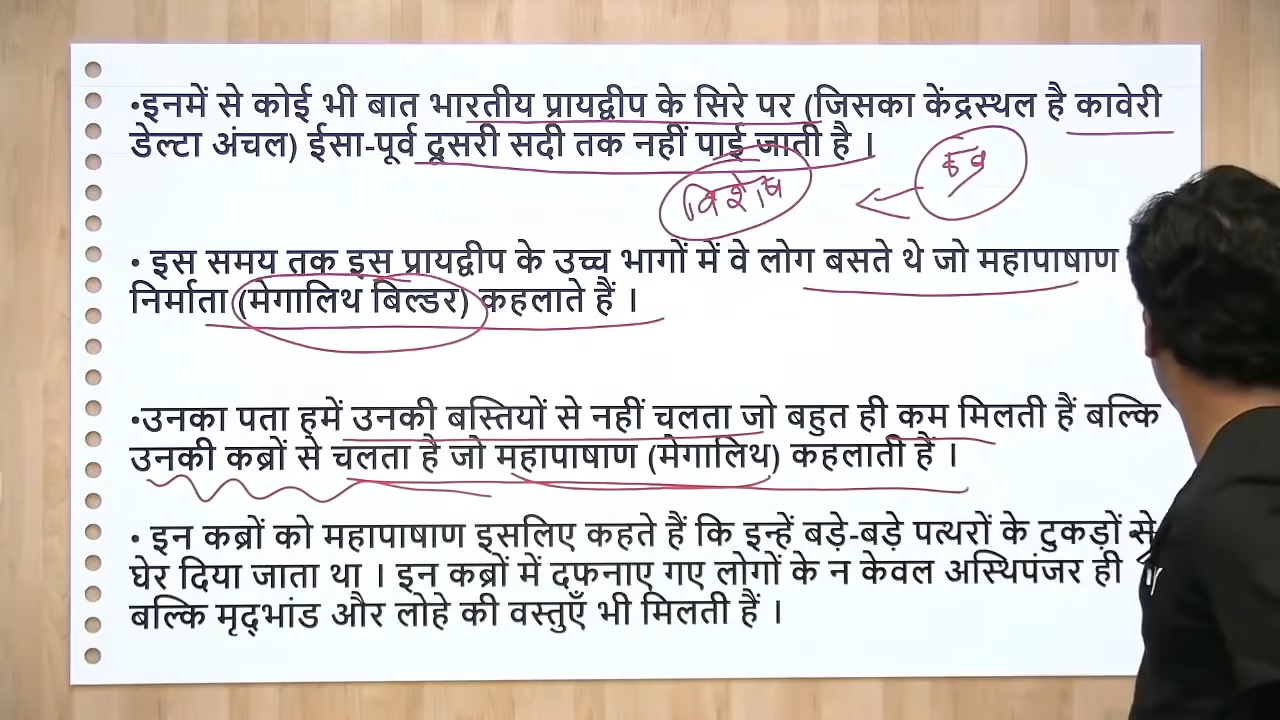 •इनमें से कोई भी बात भारतीय प्रायद्वीप के सिरे पर (जिसका केंद्रस्थल है कावेरी
डेल्टा अंचल) ईसा-पूर्व दूसरी सदी तक नहीं पाई जाती है ।
विशेष
• इस समय तक इस प्रायद्वीप के उच्च भागों में वे लोग बसते थे जो महापाषाण
निर्माता (मेगालिथ बिल्डर) कहलाते हैं ।
•उनका पता हमें उनकी बस्तियों से नहीं चलता जो बहुत ही कम मिलती हैं बल्कि
उनकी कब्रों से चलता है जो महापाषाण (मेगालिथ) कहलाती हैं ।
• इन कब्रों को महापाषाण इसलिए कहते हैं कि इन्हें बड़े-बड़े पत्थरों के टुकड़ों से
घेर दिया जाता था । इन कब्रों में दफनाए गए लोगों के न केवल अस्थिपंजर ही
बल्कि मृद्भांड और लोहे की वस्तुएँ भी मिलती हैं ।